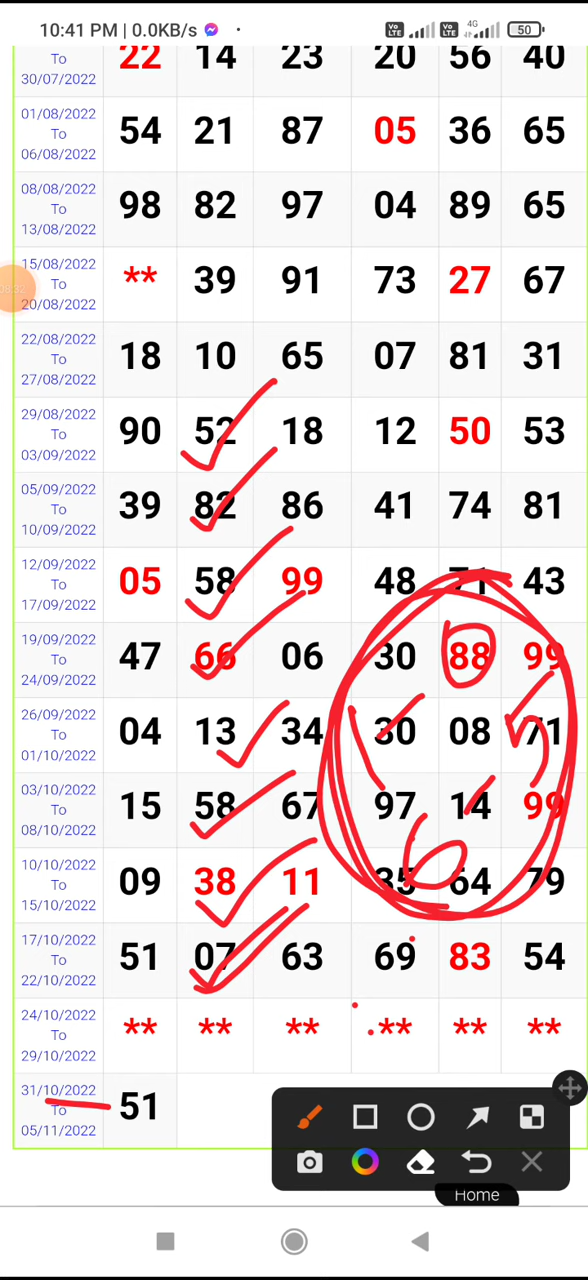 10:41 PM | 0.0KB/s
Vo LTE Vo LTE 4G 50
To
30/07/2022
22 14 23 20 56 40
01/08/2022
To
06/08/2022
54 21 87 05 36 65
08/08/2022
To
13/08/2022
98 82 97 04 89 65
15/08/2022
To
20/08/2022
** 39 91 73 27 67
22/08/2022
To
27/08/2022
18 10 65 07 81 31
29/08/2022
To
03/09/2022
90 52 18 12 50 53
05/09/2022
To
10/09/2022
39 82 86 41 74 81
12/09/2022
To
17/09/2022
05 58 99 48 71 43
19/09/2022
To
24/09/2022
47 66 06 30 88 99
26/09/2022
To
01/10/2022
04 13 34 30 08 71
03/10/2022
To
08/10/2022
15 58 67 97 14 99
10/10/2022
To
15/10/2022
09 38 11 35 64 79
17/10/2022
To
22/10/2022
51 07 63 69 83 54
24/10/2022
To
29/10/2022
** ** ** ** ** **
31/10/2022
To
05/11/2022
51
Home